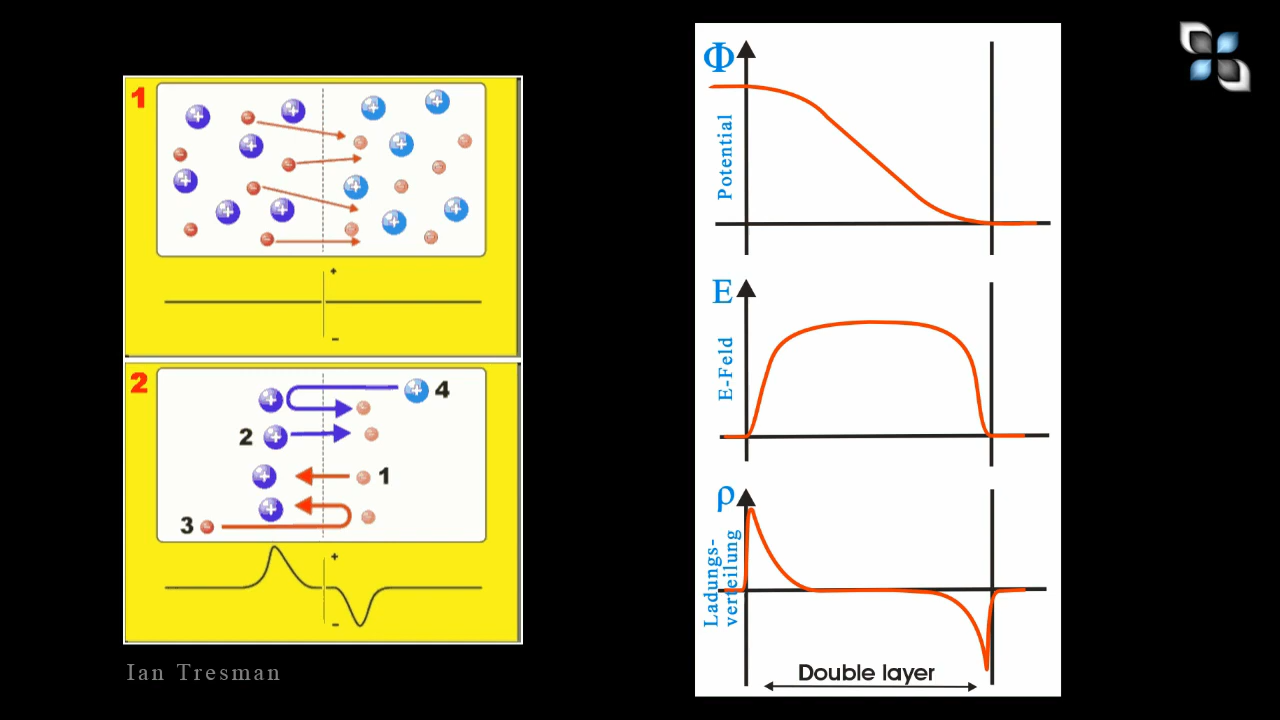 1
+
−
2
4
2
1
3
+
−
Ian Tresman
Φ
Potential
E
E-Feld
ρ
Ladungs-
verteilung
Double layer